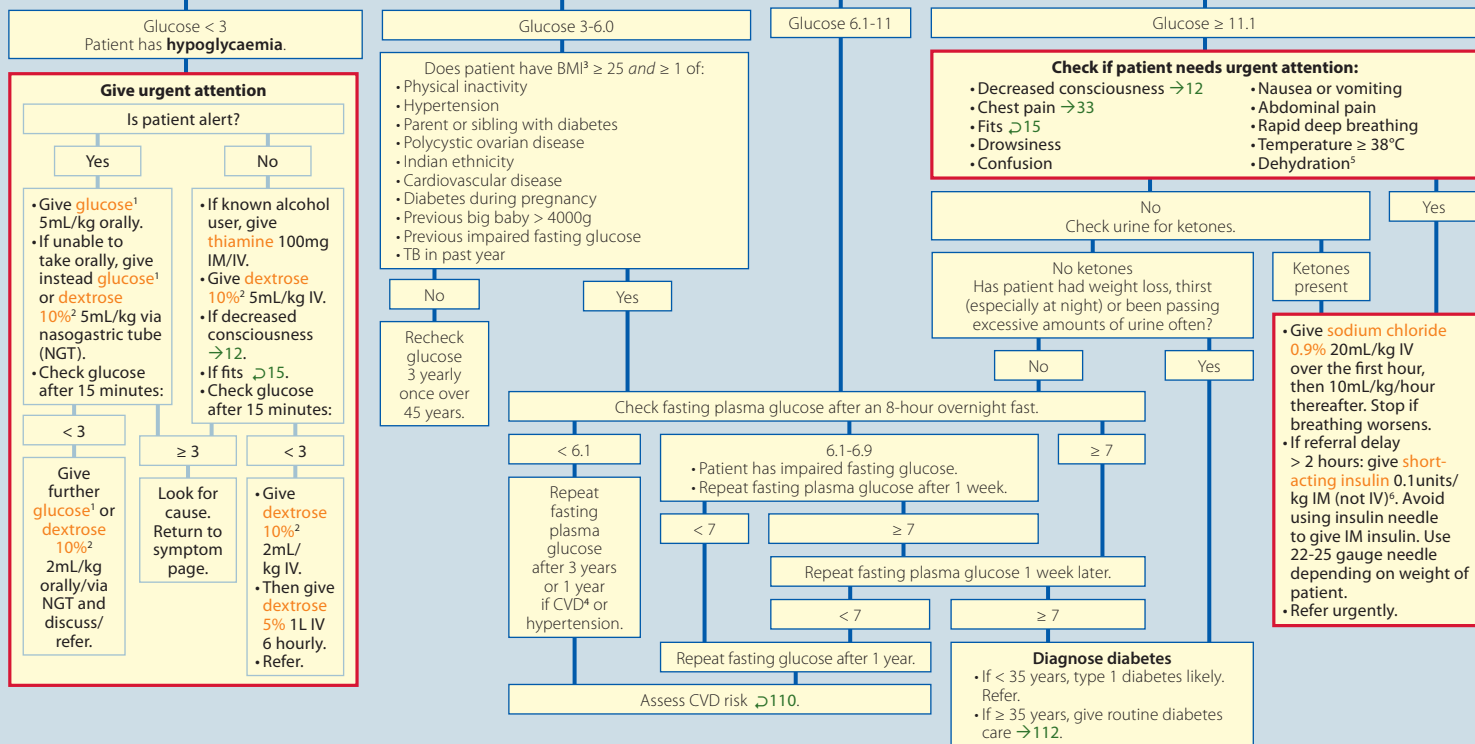 Glucose < 3
Patient has hypoglycaemia.
Give urgent attention
Is patient alert?
Yes
• Give glucose¹
5mL/kg orally.
• If unable to
take orally, give
instead glucose¹
or dextrose
10%² 5mL/kg via
nasogastric tube
(NGT).
• Check glucose
after 15 minutes:
No
• If known alcohol
user, give
thiamine 100mg
IM/IV.
• Give dextrose
10%² 5mL/kg IV.
• If decreased
consciousness
→12.
• If fits ⮌15.
• Check glucose
after 15 minutes:
< 3
Give
further
glucose¹ or
dextrose
10%²
2mL/kg
orally/via
NGT and
discuss/
refer.
≥ 3
Look for
cause.
Return to
symptom
page.
< 3
• Give
dextrose
10%²
2mL/
kg IV.
• Then give
dextrose
5% 1L IV
6 hourly.
• Refer.
Glucose 3-6.0
Does patient have BMI³ ≥ 25 and ≥ 1 of:
• Physical inactivity
• Hypertension
• Parent or sibling with diabetes
• Polycystic ovarian disease
• Indian ethnicity
• Cardiovascular disease
• Diabetes during pregnancy
• Previous big baby > 4000g
• Previous impaired fasting glucose
• TB in past year
No
Recheck
glucose
3 yearly
once over
45 years.
Yes
Glucose 6.1-11
Check fasting plasma glucose after an 8-hour overnight fast.
< 6.1
Repeat
fasting
plasma
glucose
after 3 years
or 1 year
if CVD⁴ or
hypertension.
6.1-6.9
• Patient has impaired fasting glucose.
• Repeat fasting plasma glucose after 1 week.
≥ 7
< 7
≥ 7
Repeat fasting plasma glucose 1 week later.
< 7
≥ 7
Repeat fasting glucose after 1 year.
Assess CVD risk ⮌110.
Glucose ≥ 11.1
Check if patient needs urgent attention:
• Decreased consciousness →12
• Chest pain →33
• Fits ⮌15
• Drowsiness
• Confusion
• Nausea or vomiting
• Abdominal pain
• Rapid deep breathing
• Temperature ≥ 38°C
• Dehydration⁵
No
Check urine for ketones.
Yes
No ketones
Has patient had weight loss, thirst
(especially at night) or been passing
excessive amounts of urine often?
Ketones
present
No
Yes
• Give sodium chloride
0.9% 20mL/kg IV
over the first hour,
then 10mL/kg/hour
thereafter. Stop if
breathing worsens.
• If referral delay
> 2 hours: give short-
acting insulin 0.1units/
kg IM (not IV)⁶. Avoid
using insulin needle
to give IM insulin. Use
22-25 gauge needle
depending on weight of
patient.
• Refer urgently.
Diagnose diabetes
• If < 35 years, type 1 diabetes likely.
Refer.
• If ≥ 35 years, give routine diabetes
care →112.